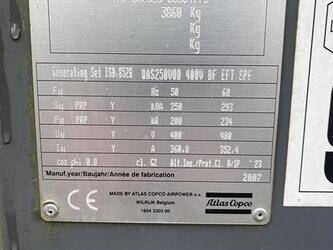 3860 Kg
Kg
Kg
Generating Set ISO 8528 QAS250VOD 400V DF EFT SPF
FN Hz 50 60
SN PRP Y kVA 250 293
PN PRP Y kW 200 234
UN Y V 400 480
IN Y A 360.8 352.4
cos phi 0.8 cl. G2 Alt.Ins./Prot.Cl. H/IP 23
Manuf.year/Baujahr/Année de fabrication 2007
CE
MADE BY ATLAS COPCO AIRPOWER n.v.
WILRIJK Belgium
1604 3303 00
Atlas Copco